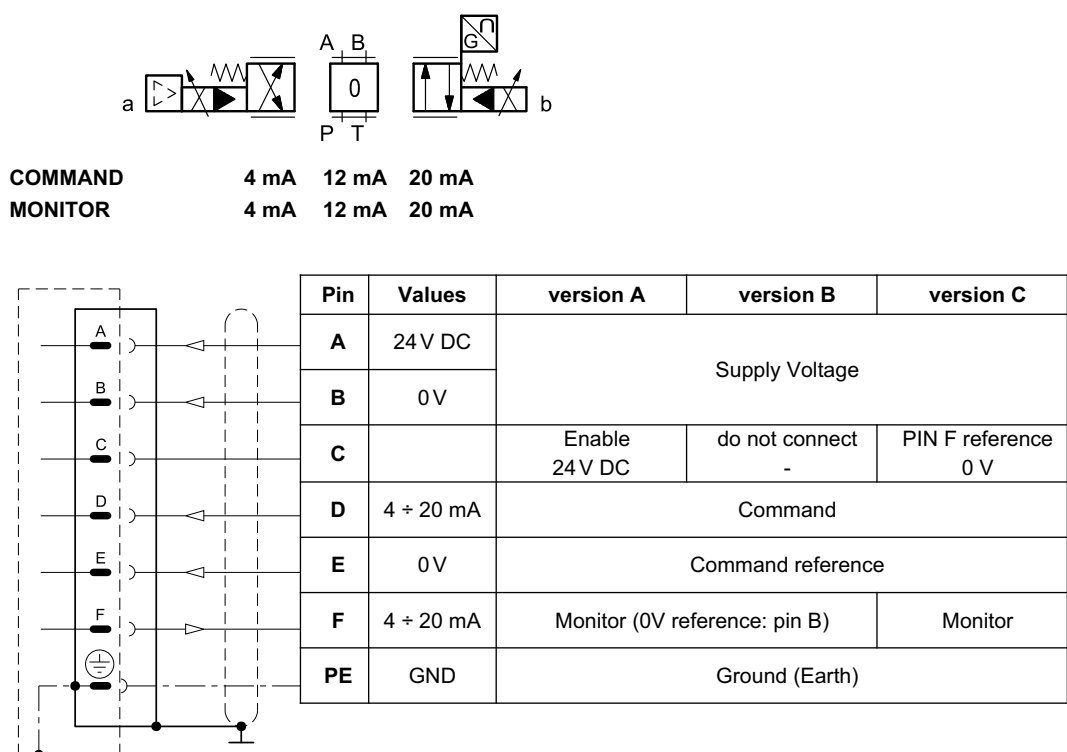 A B
G
a
0
b
P T
COMMAND 4 mA 12 mA 20 mA
MONITOR 4 mA 12 mA 20 mA
Pin Values version A version B version C
A A 24 V DC Supply Voltage
B B 0 V
C C Enable 24 V DC do not connect - PIN F reference 0 V
D D 4 ÷ 20 mA Command
E E 0 V Command reference
F F 4 ÷ 20 mA Monitor (0V reference: pin B) Monitor
PE GND Ground (Earth)